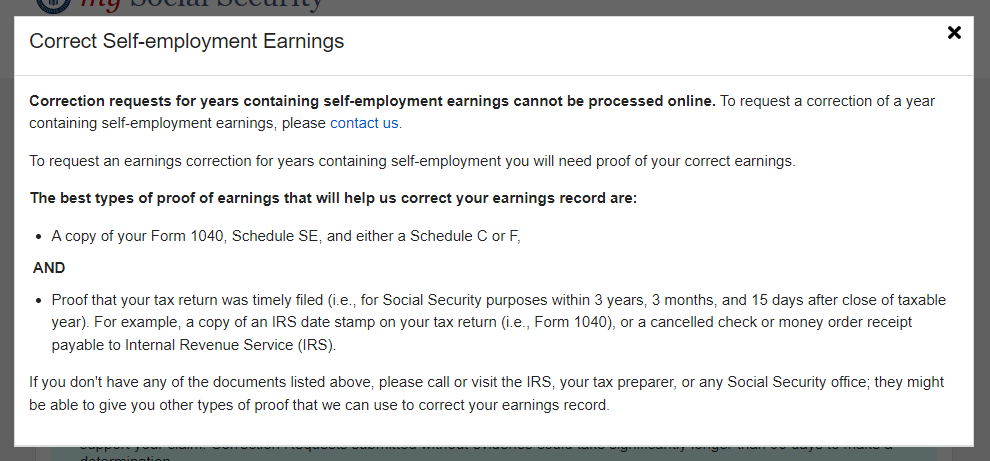 my Social Security
Correct Self-employment Earnings
Correction requests for years containing self-employment earnings cannot be processed online. To request a correction of a year
containing self-employment earnings, please contact us.
To request an earnings correction for years containing self-employment you will need proof of your correct earnings.
The best types of proof of earnings that will help us correct your earnings record are:
• A copy of your Form 1040, Schedule SE, and either a Schedule C or F,
AND
• Proof that your tax return was timely filed (i.e., for Social Security purposes within 3 years, 3 months, and 15 days after close of taxable
year). For example, a copy of an IRS date stamp on your tax return (i.e., Form 1040), or a cancelled check or money order receipt
payable to Internal Revenue Service (IRS).
If you don't have any of the documents listed above, please call or visit the IRS, your tax preparer, or any Social Security office; they might
be able to give you other types of proof that we can use to correct your earnings record.
support your claim. Correction Requests submitted without evidence could take significantly longer than to make a
determination